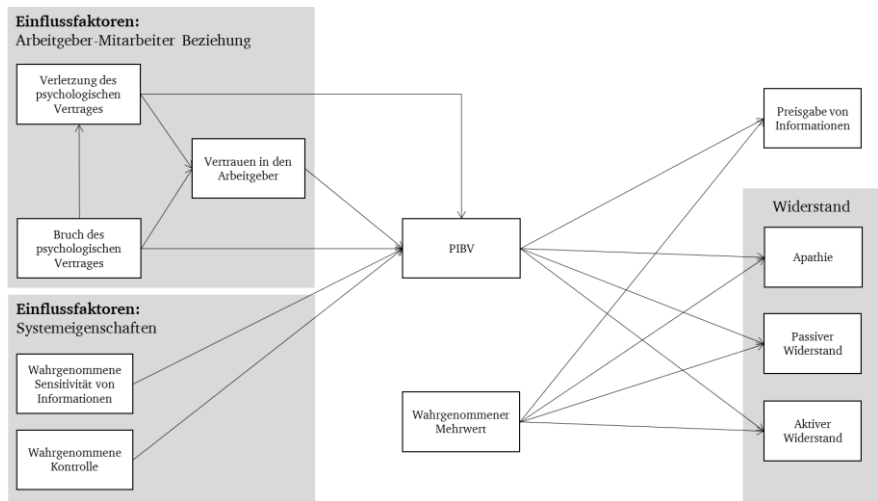 Einflussfaktoren:
Arbeitgeber-Mitarbeiter Beziehung
Verletzung des
psychologischen
Vertrages
Vertrauen in den
Arbeitgeber
Bruch des
psychologischen
Vertrages
Einflussfaktoren:
Systemeigenschaften
Wahrgenommene
Sensitivität von
Informationen
Wahrgenommene
Kontrolle
PIBV
Wahrgenommener
Mehrwert
Preisgabe von
Informationen
Widerstand
Apathie
Passiver
Widerstand
Aktiver
Widerstand